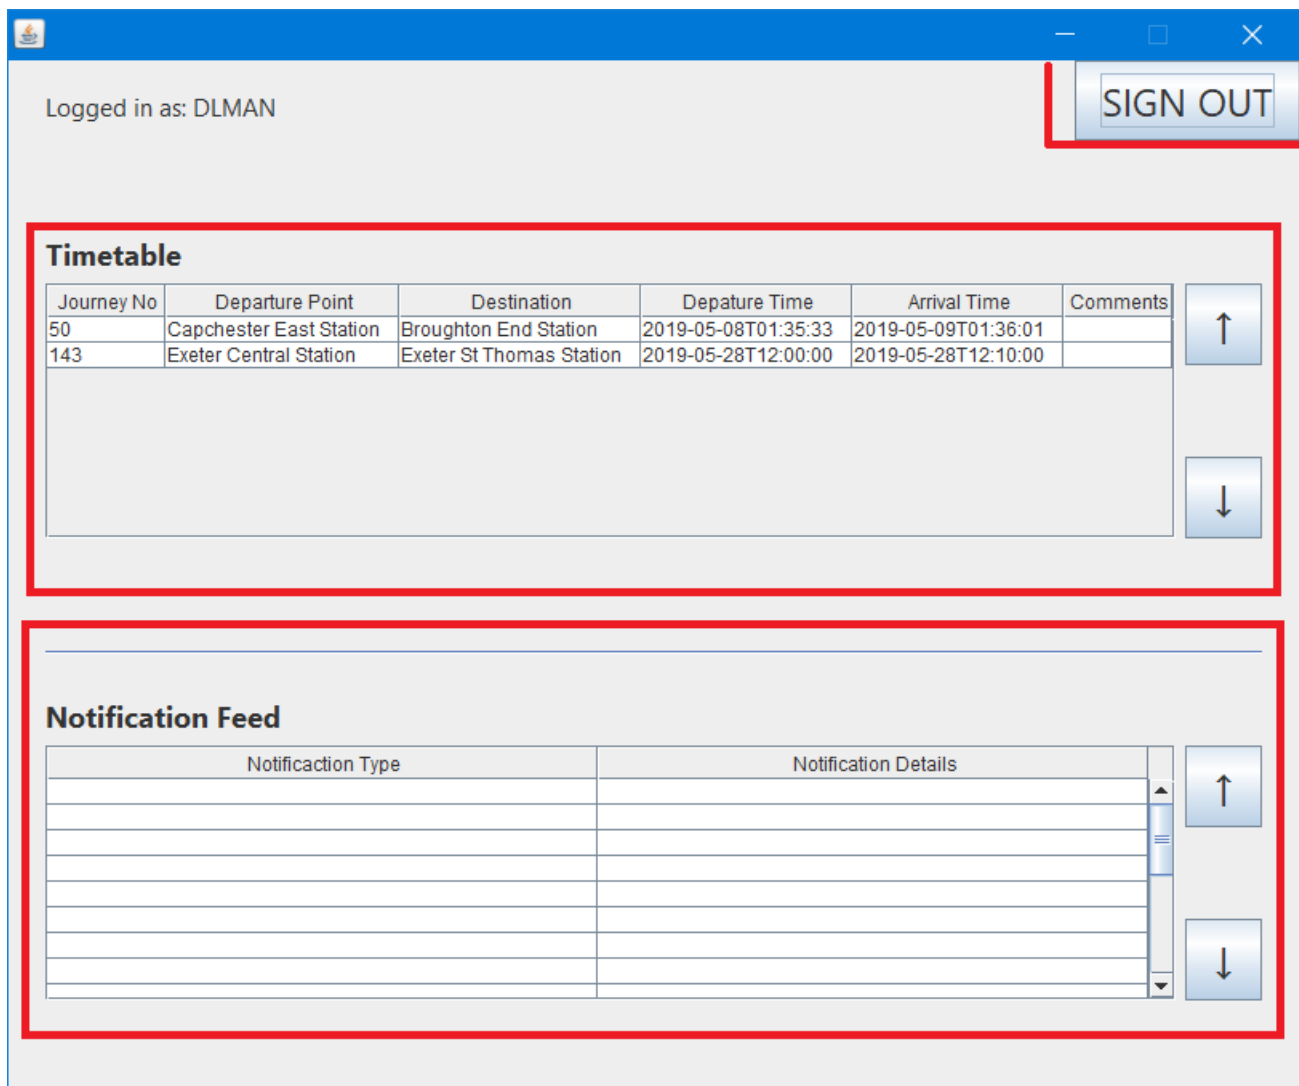 Logged in as: DLMAN
SIGN OUT
Timetable
Journey No Departure Point Destination Depature Time Arrival Time Comments
50 Capchester East Station Broughton End Station 2019-05-08T01:35:33 2019-05-09T01:36:01
143 Exeter Central Station Exeter St Thomas Station 2019-05-28T12:00:00 2019-05-28T12:10:00
↑
↓
Notification Feed
Notificaction Type Notification Details
↑
↓